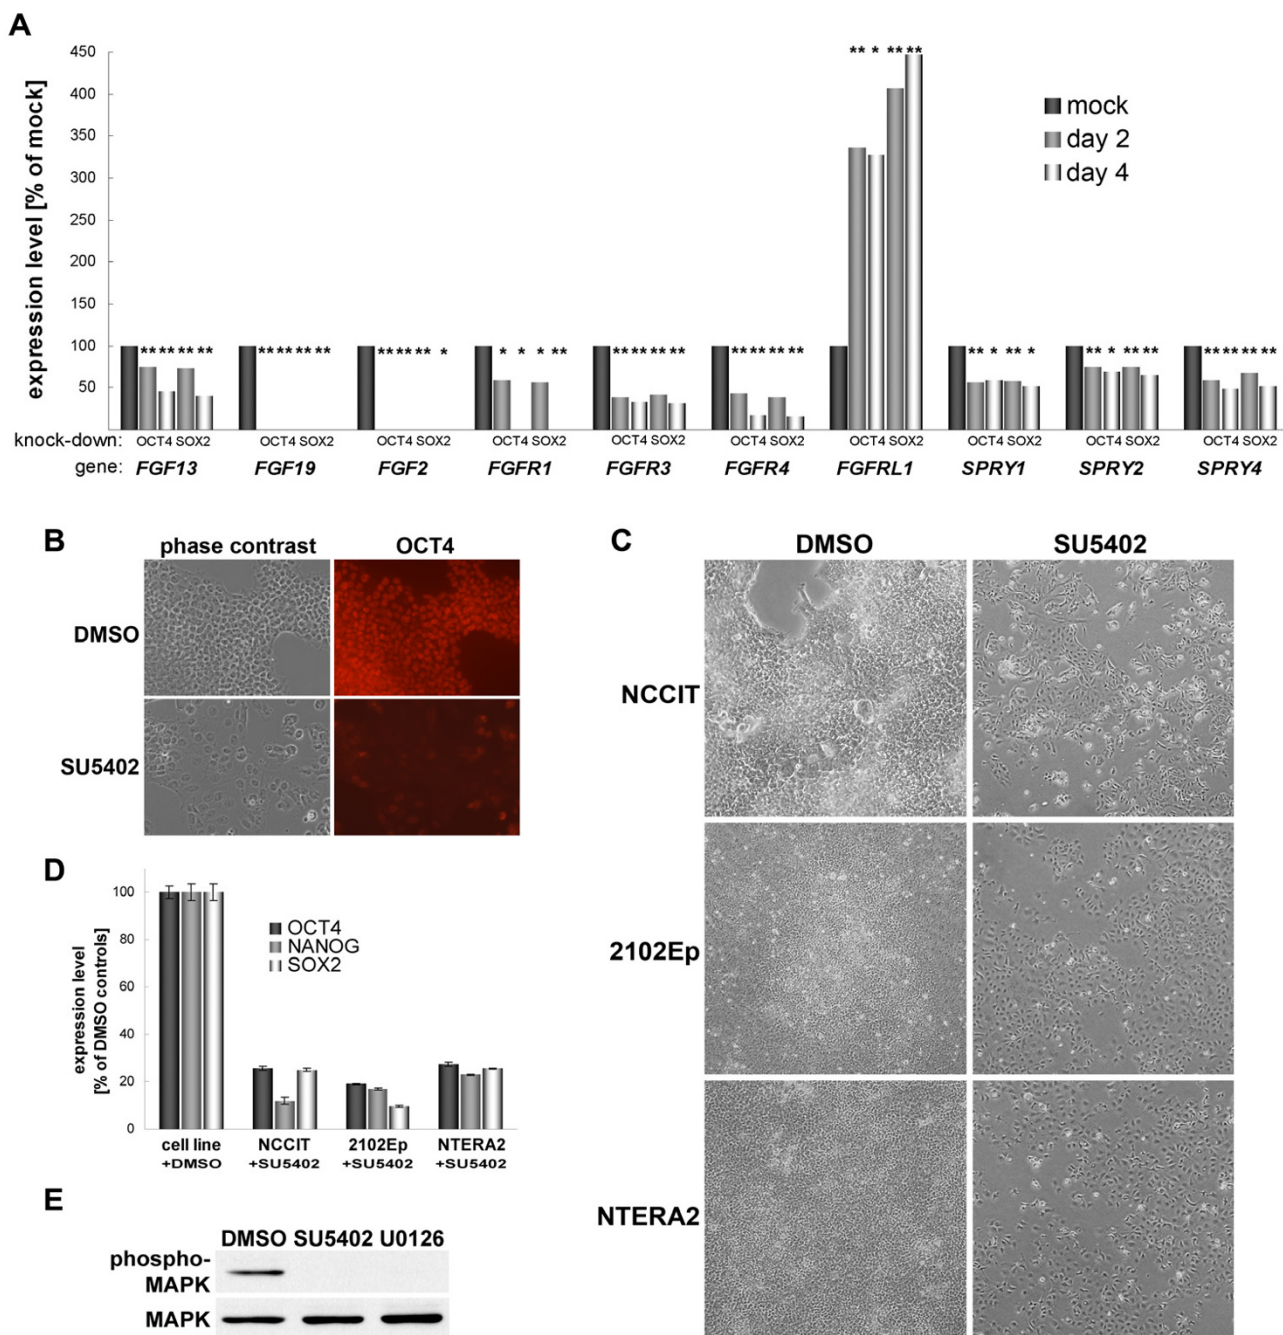 A
expression level [% of mock]
450
400
350
300
250
200
150
100
50
mock
day 2
day 4
** ** ** **
** ** ** **
** ** ** *
* * * **
** ** ** **
** ** ** **
** * ** **
** * ** *
** * ** **
** ** ** **
knock-down: OCT4 SOX2 OCT4 SOX2 OCT4 SOX2 OCT4 SOX2 OCT4 SOX2 OCT4 SOX2 OCT4 SOX2 OCT4 SOX2 OCT4 SOX2 OCT4 SOX2
gene: FGF13 FGF19 FGF2 FGFR1 FGFR3 FGFR4 FGFRL1 SPRY1 SPRY2 SPRY4
B
phase contrast OCT4
DMSO
SU5402
C
DMSO SU5402
NCCIT
2102Ep
NTERA2
D
expression level
[% of DMSO controls]
100
80
60
40
20
0
OCT4
NANOG
SOX2
cell line NCCIT 2102Ep NTERA2
+DMSO +SU5402 +SU5402 +SU5402
E
DMSO SU5402 U0126
phospho-
MAPK
MAPK